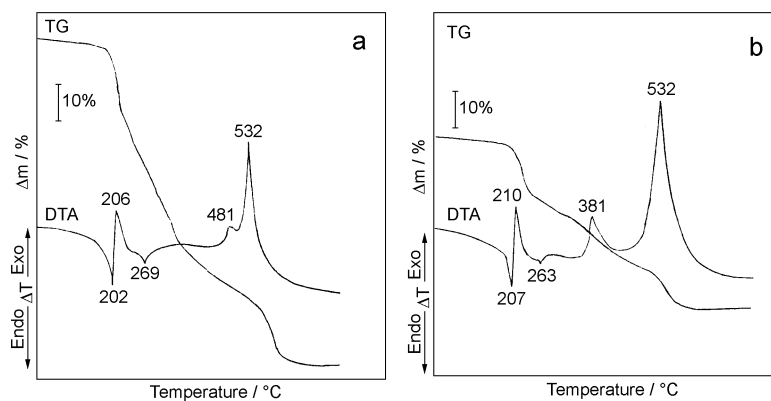 TG
a
10%
532
Δm / %
206
481
DTA
269
202
Endo ΔT Exo
Temperature / °C
TG
b
10%
532
Δm / %
210
381
DTA
263
207
Endo ΔT Exo
Temperature / °C